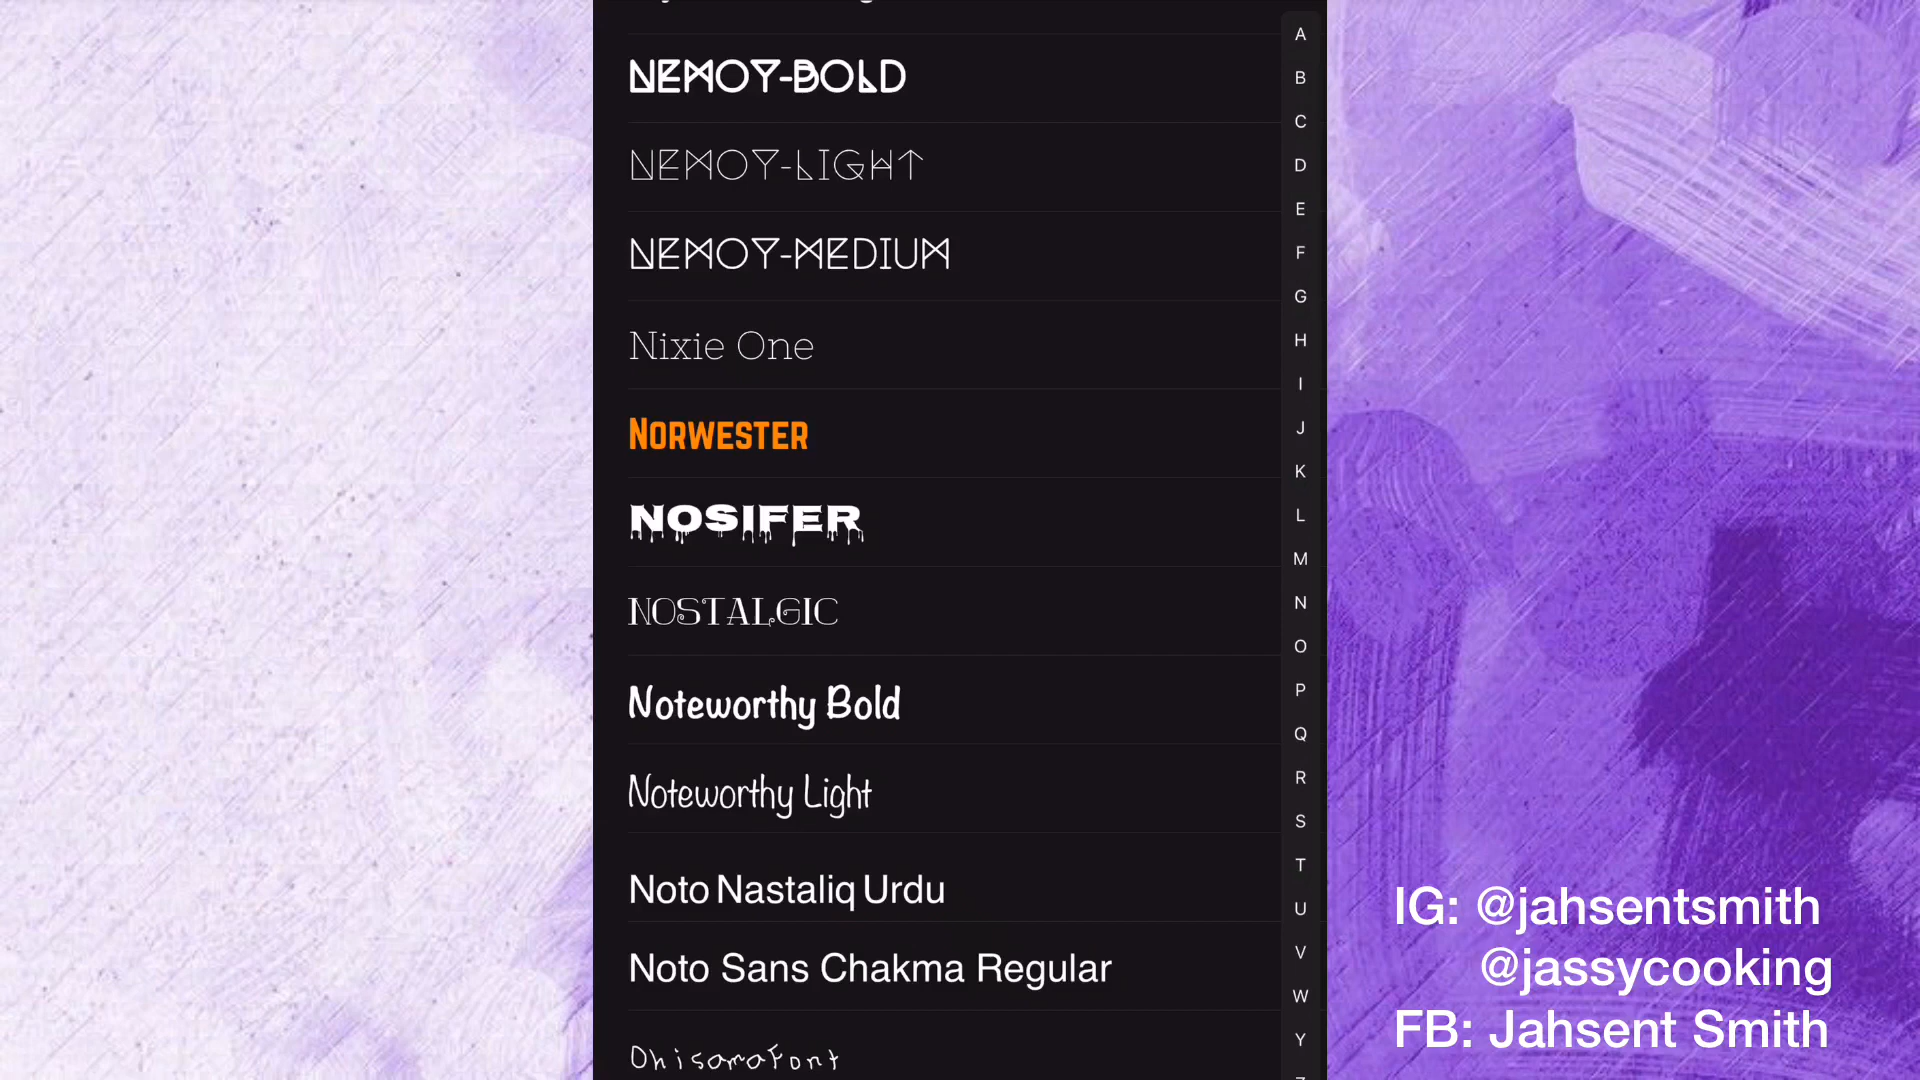 NEMOY-BOLD
NEMOY-LIGHT
NEMOY-MEDIUM
Nixie One
NORWESTER
NOSIFER
NOSTALGIC
Noteworthy Bold
Noteworthy Light
Noto Nastaliq Urdu
Noto Sans Chakma Regular
OhisamaFont
A
B
C
D
E
F
G
H
I
J
K
L
M
N
O
P
Q
R
S
T
U
V
W
Y
IG: @jahsentsmith
@jassycooking
FB: Jahsent Smith